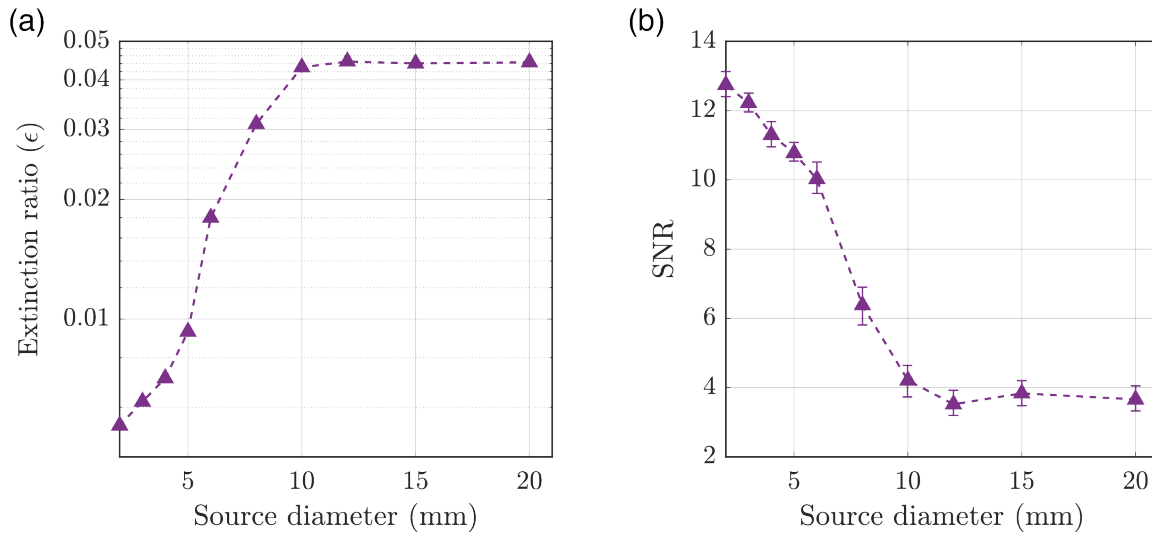 (a)
0.05
0.04
0.03
0.02
0.01
Extinction ratio (ϵ)
5 10 15 20
Source diameter (mm)
(b)
14
12
10
8
6
4
2
SNR
5 10 15 20
Source diameter (mm)